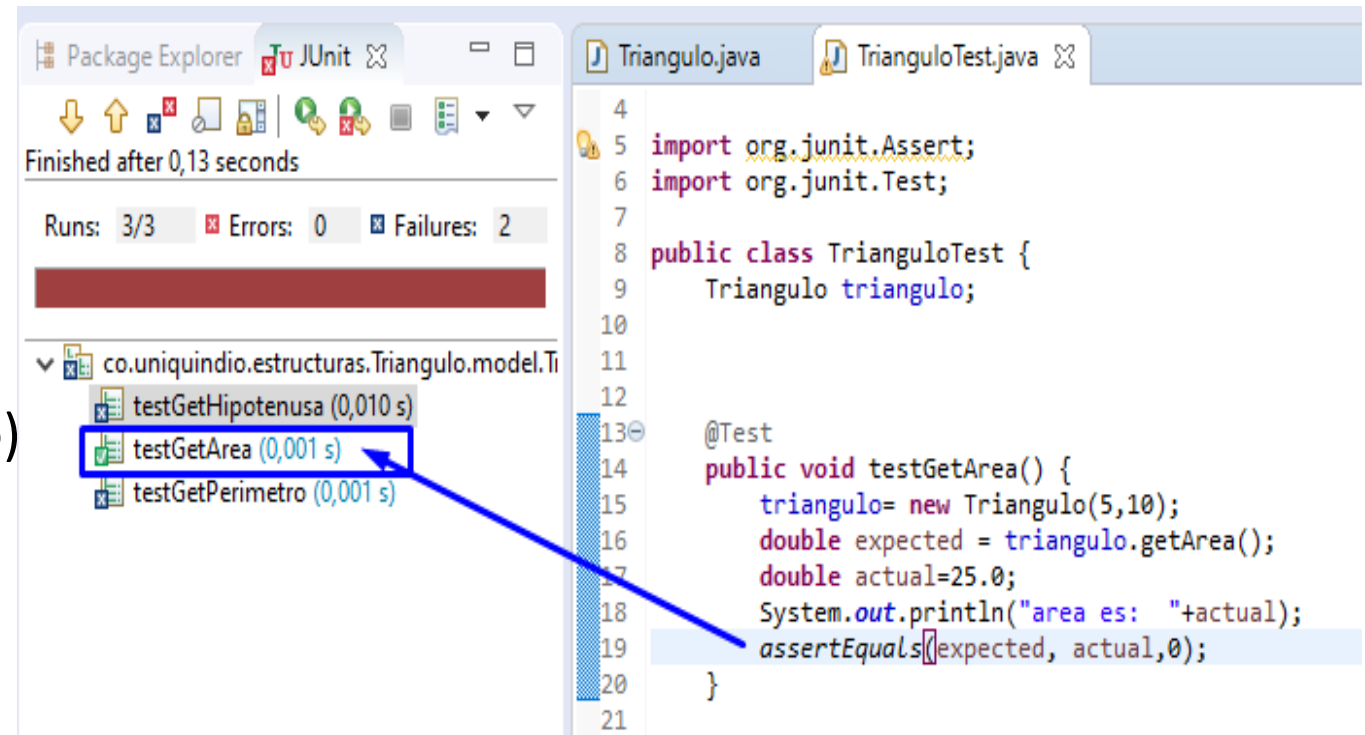 Package Explorer JUnit
Finished after 0,13 seconds
Runs: 3/3 Errors: 0 Failures: 2
co.uniquindio.estructuras.Triangulo.model.Tr
testGetHipotenusa (0,010 s)
testGetArea (0,001 s)
testGetPerimetro (0,001 s)
)
Triangulo.java TrianguloTest.java
4
5 import org.junit.Assert;
6 import org.junit.Test;
7
8 public class TrianguloTest {
9 Triangulo triangulo;
10
11
12
13 @Test
14 public void testGetArea() {
15 triangulo= new Triangulo(5,10);
16 double expected = triangulo.getArea();
17 double actual=25.0;
18 System.out.println("area es:  "+actual);
19 assertEquals(expected, actual,0);
20 }
21